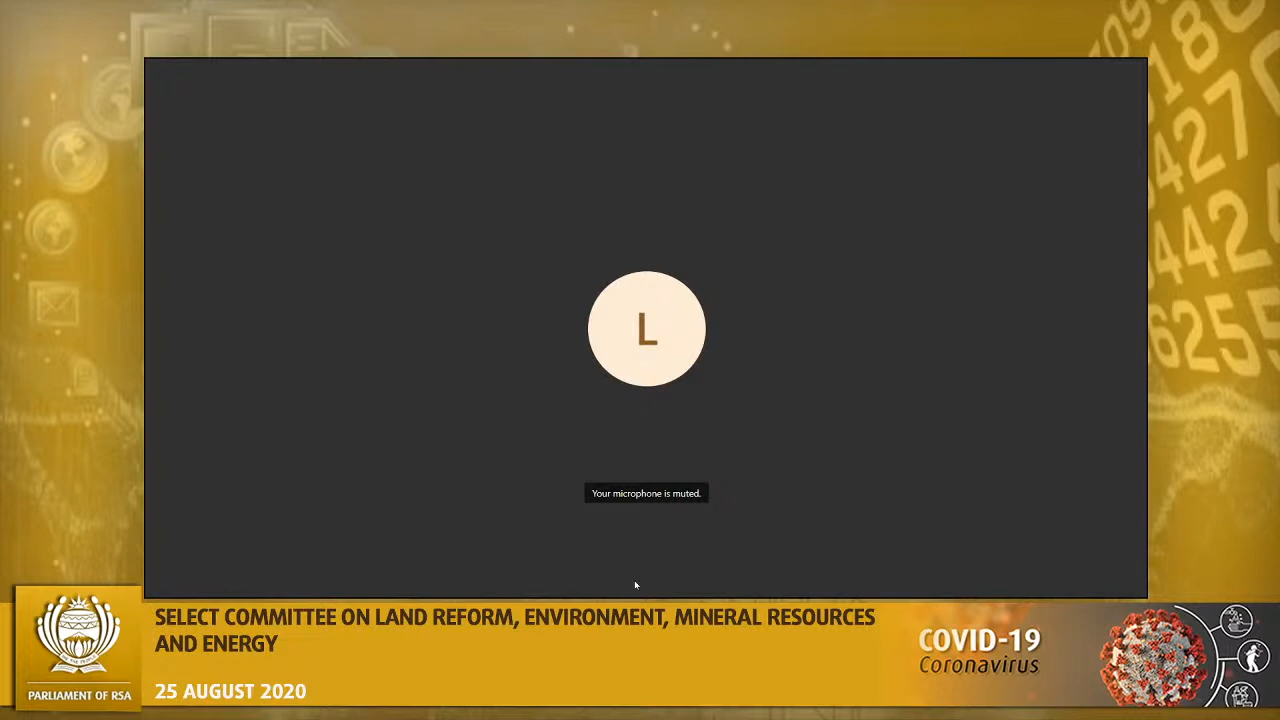 L
Your microphone is muted.
SELECT COMMITTEE ON LAND REFORM, ENVIRONMENT, MINERAL RESOURCES
AND ENERGY
25 AUGUST 2020
PARLIAMENT OF RSA
COVID-19
Coronavirus